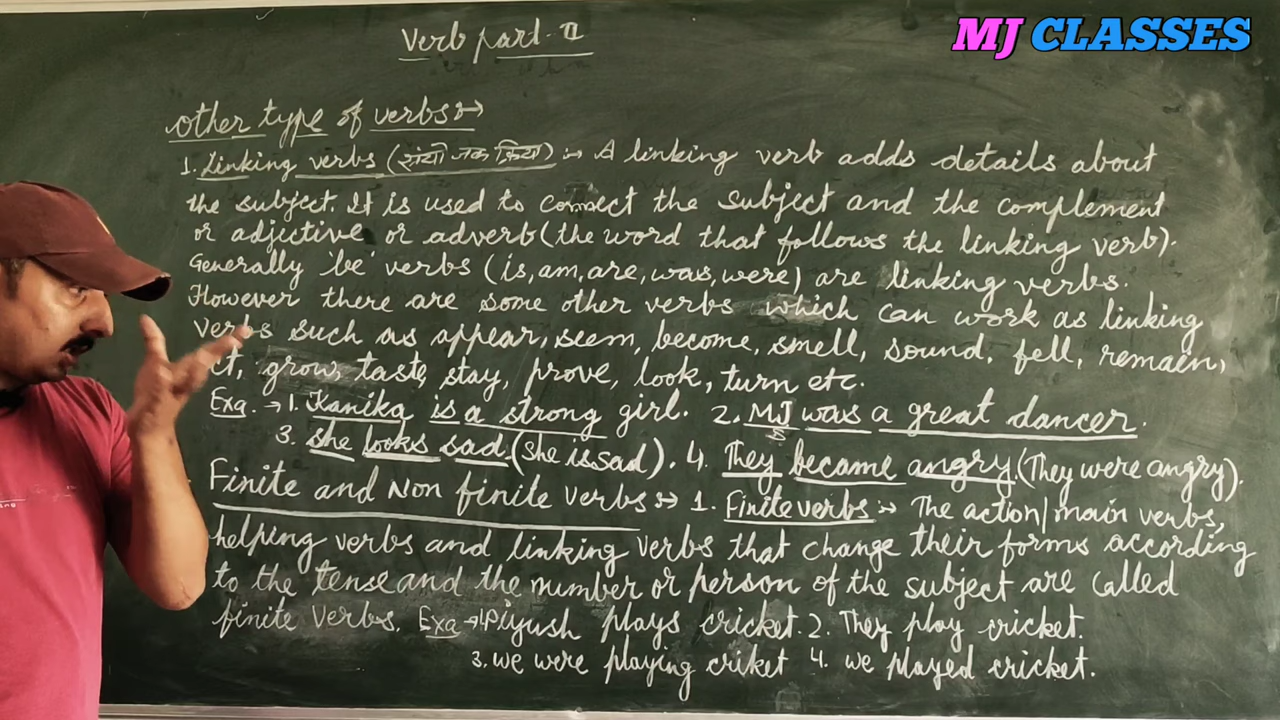 MJ CLASSES
Verb part-II
other type of verbs :→
1. Linking verbs (संयोजक क्रिया) :→ A linking verb adds details about
the subject. It is used to connect the subject and the complement
or adjective or adverb (the word that follows the linking verb).
Generally 'be' verbs (is, am, are, was, were) are linking verbs.
However there are some other verbs which can work as linking
verbs such as appear, seem, become, smell, sound, fell, remain,
grow, taste, stay, prove, look, turn etc.
Exa. → 1. Kanika is a strong girl. 2. MJ was a great dancer.
3. she looks sad. (she is sad). 4. They became angry. (They were angry).
Finite and Non finite verbs :→ 1. Finite verbs :→ The action/main verbs,
helping verbs and linking verbs that change their forms according
to the tense and the number or person of the subject are called
finite verbs. Exa → 1. Piyush plays cricket. 2. They play cricket.
3. we were playing criket 4. we played cricket.